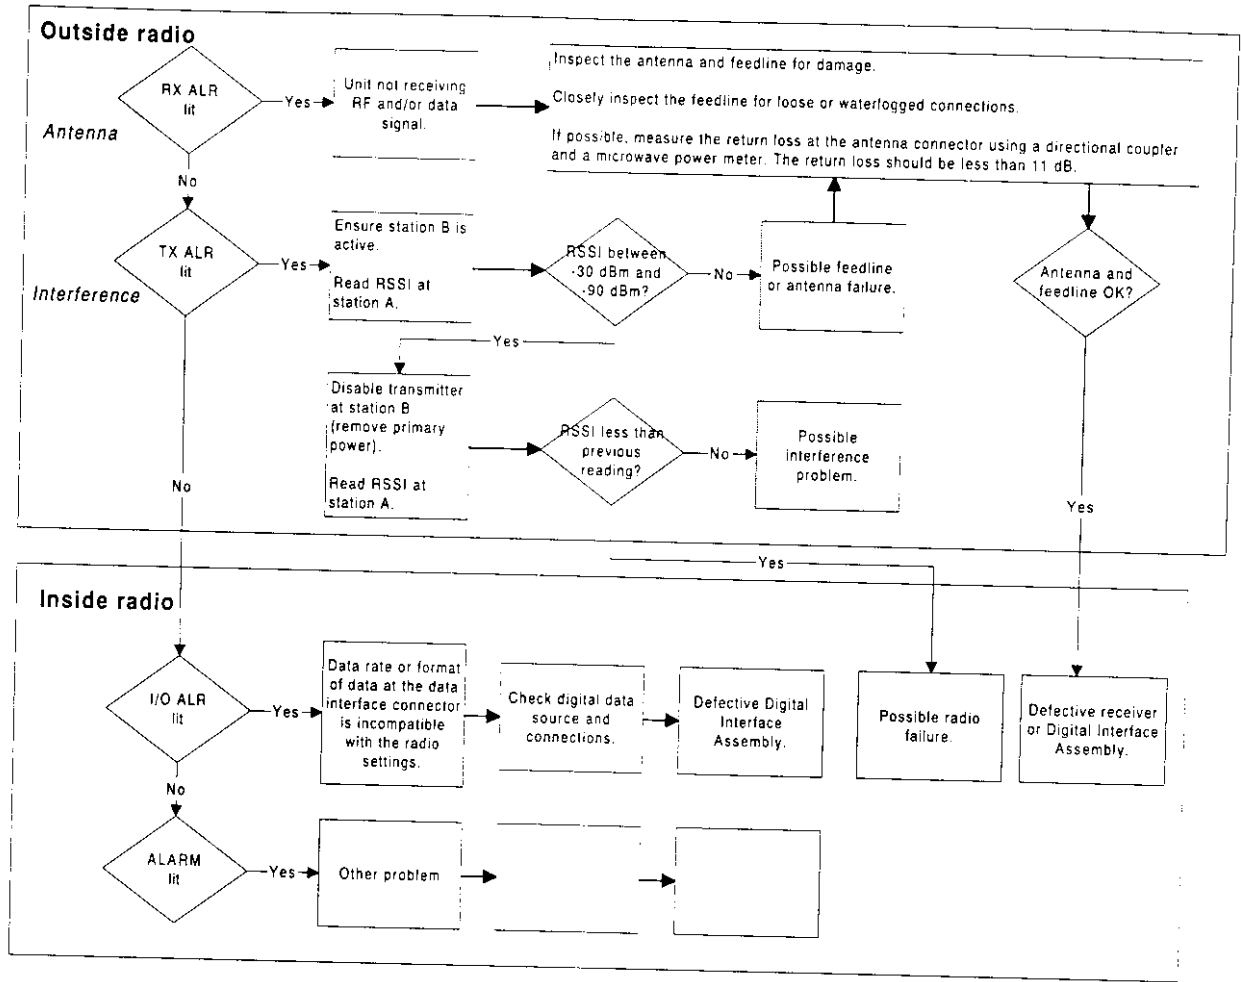 Outside radio
RX ALR
lit
Yes
Unit not receiving
RF and/or data
signal.
Inspect the antenna and feedline for damage.
Closely inspect the feedline for loose or waterlogged connections.
If possible, measure the return loss at the antenna connector using a directional coupler
and a microwave power meter. The return loss should be less than 11 dB.
Antenna
No
TX ALR
lit
Yes
Ensure station B is
active.
Read RSSI at
station A.
RSSI between
-30 dBm and
-90 dBm?
No
Possible feedline
or antenna failure.
Antenna and
feedline OK?
Interference
Yes
Disable transmitter
at station B
(remove primary
power).
Read RSSI at
station A.
RSSI less than
previous
reading?
No
Possible
interference
problem.
No
Yes
Yes
Inside radio
I/O ALR
lit
Yes
Data rate or format
of data at the data
interface connector
is incompatible
with the radio
settings.
Check digital data
source and
connections.
Defective Digital
Interface
Assembly.
Possible radio
failure.
Defective receiver
or Digital Interface
Assembly.
No
ALARM
lit
Yes
Other problem